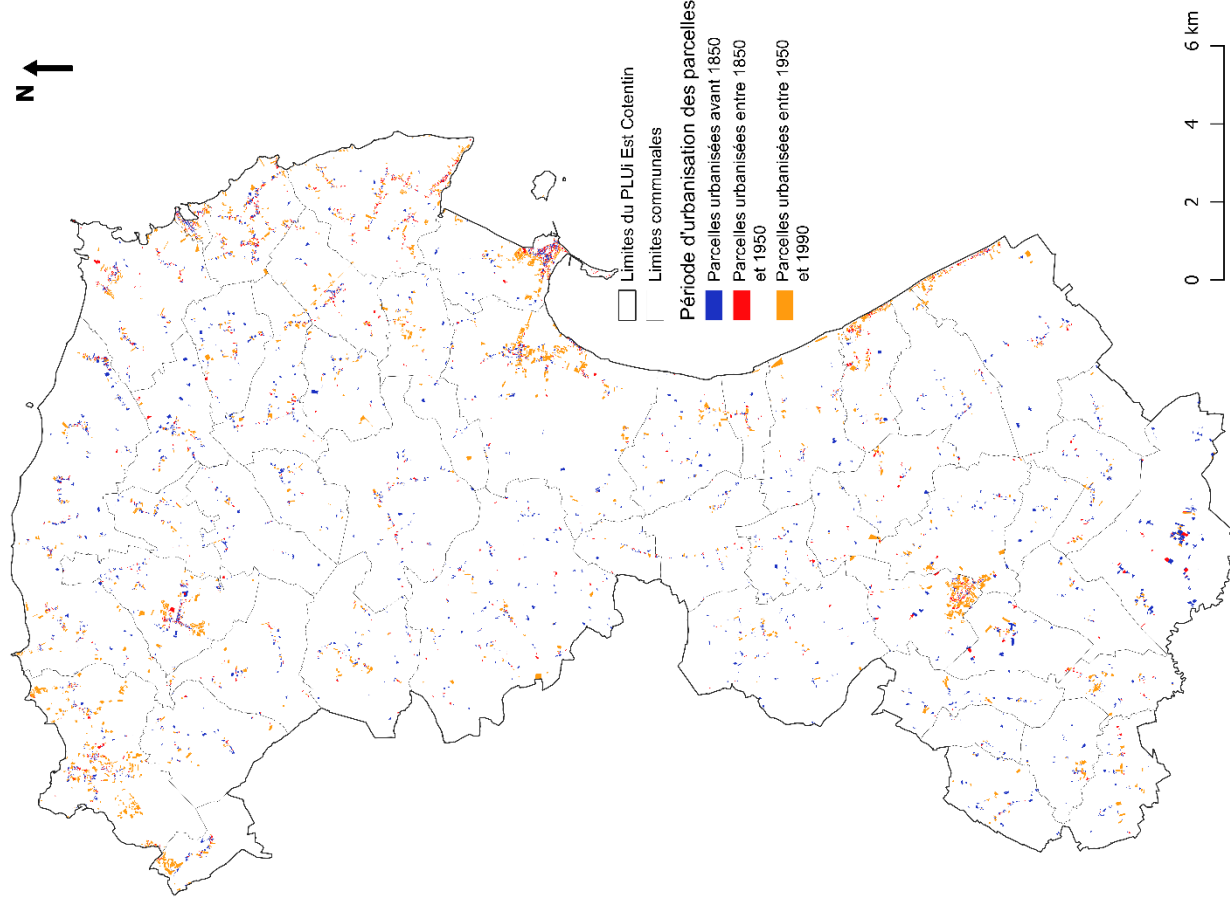 N
Limites du PLUi Est Cotentin
Limites communales
Période d'urbanisation des parcelles
Parcelles urbanisées avant 1850
Parcelles urbanisées entre 1850
et 1950
Parcelles urbanisées entre 1950
et 1990
0 2 4 6 km